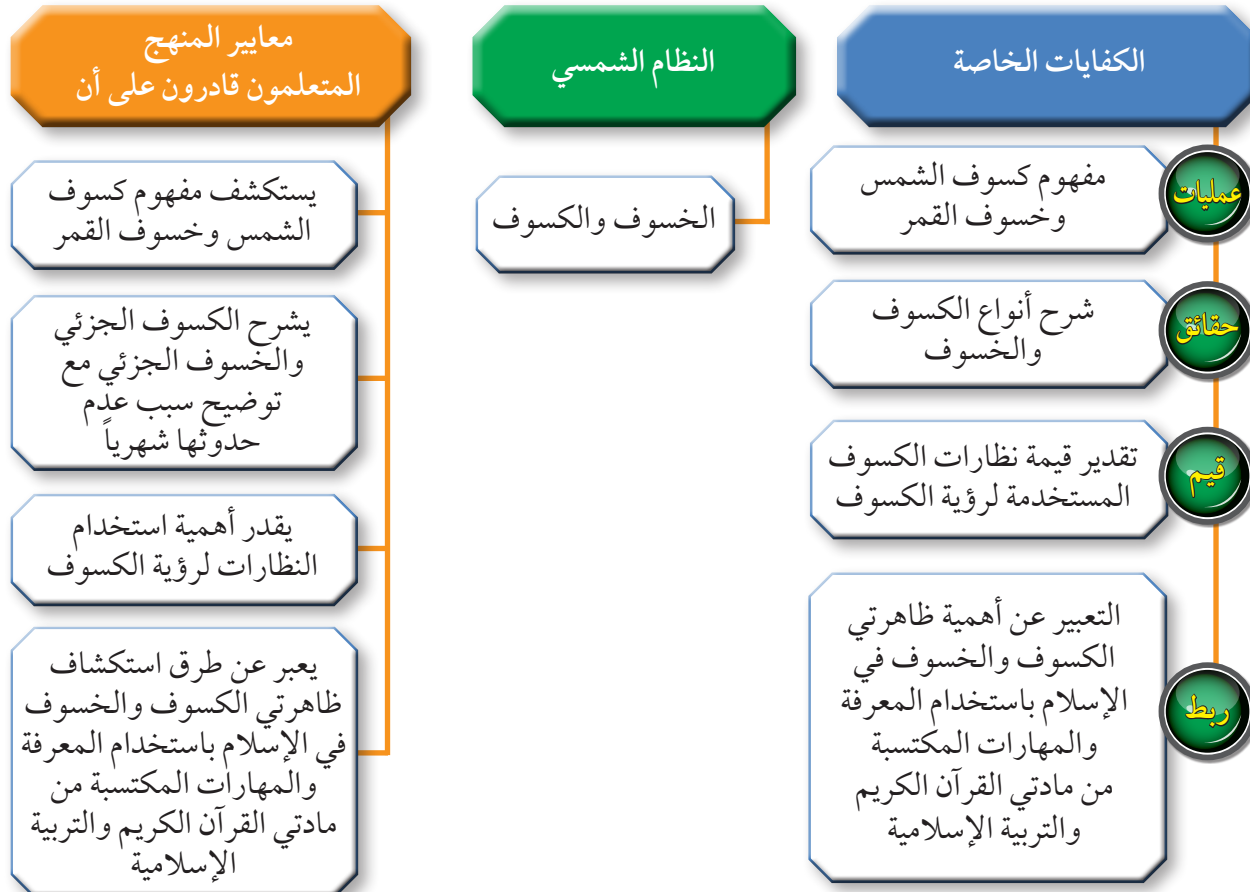 الكفايات الخاصة
عمليات
مفهوم كسوف الشمس
وخسوف القمر
حقائق
شرح أنواع الكسوف
والخسوف
قيم
تقدير قيمة نظارات الكسوف
المستخدمة لرؤية الكسوف
ربط
التعبير عن أهمية ظاهرتي
الكسوف والخسوف في
الإسلام باستخدام المعرفة
والمهارات المكتسبة
من مادتي القرآن الكريم
والتربية الإسلامية
النظام الشمسي
الخسوف والكسوف
معايير المنهج
المتعلمون قادرون على أن
يستكشف مفهوم كسوف
الشمس وخسوف القمر
يشرح الكسوف الجزئي
والخسوف الجزئي مع
توضيح سبب عدم
حدوثها شهرياً
يقدر أهمية استخدام
النظارات لرؤية الكسوف
يعبر عن طرق استكشاف
ظاهرتي الكسوف والخسوف
في الإسلام باستخدام المعرفة
والمهارات المكتسبة من
مادتي القرآن الكريم والتربية
الإسلامية